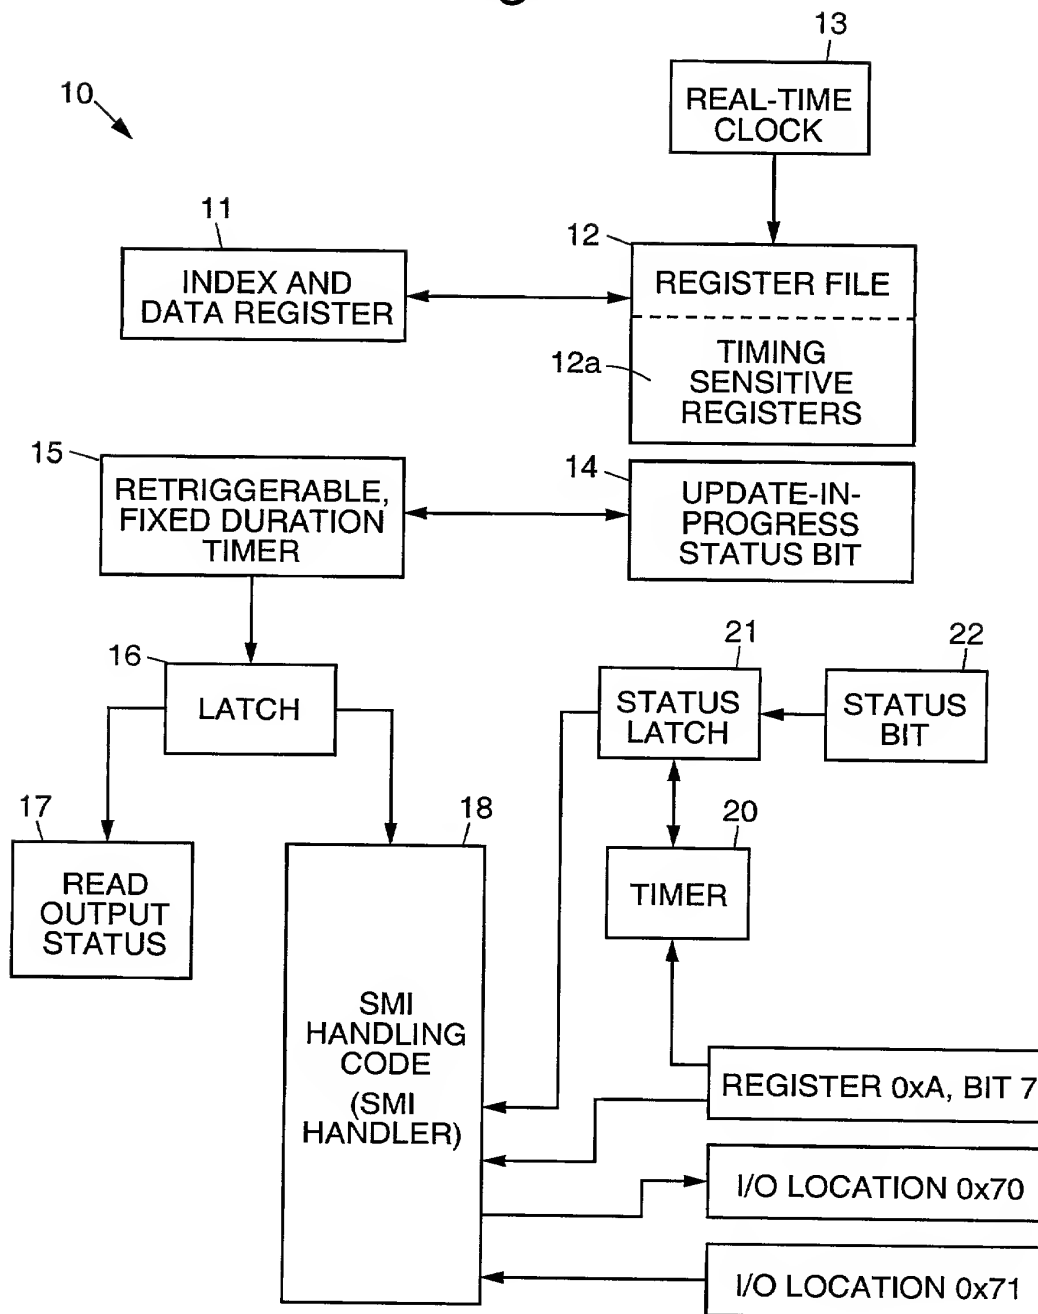 13
REAL-TIME
CLOCK
10
11
INDEX AND
DATA REGISTER
12
REGISTER FILE
12a
TIMING
SENSITIVE
REGISTERS
15
RETRIGGERABLE,
FIXED DURATION
TIMER
14
UPDATE-IN-
PROGRESS
STATUS BIT
16
LATCH
21
STATUS
LATCH
22
STATUS
BIT
17
READ
OUTPUT
STATUS
18
SMI
HANDLING
CODE
(SMI
HANDLER)
20
TIMER
REGISTER 0xA, BIT 7
I/O LOCATION 0x70
I/O LOCATION 0x71